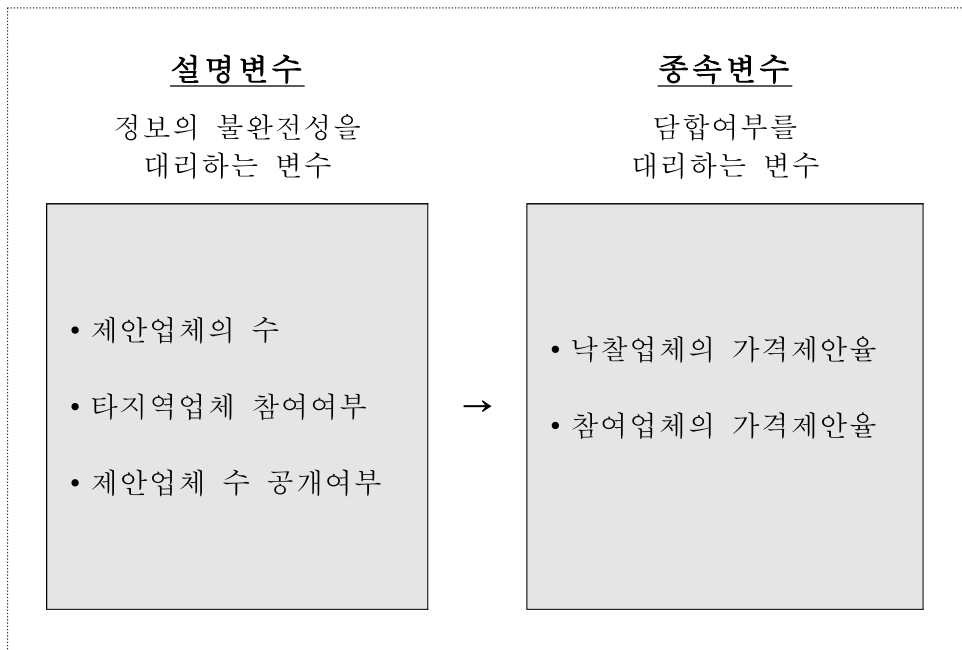 설명변수
정보의 불완전성을
대리하는 변수
• 제안업체의 수
• 타지역업체 참여여부
• 제안업체 수 공개여부
→
종속변수
담합여부를
대리하는 변수
• 낙찰업체의 가격제안율
• 참여업체의 가격제안율